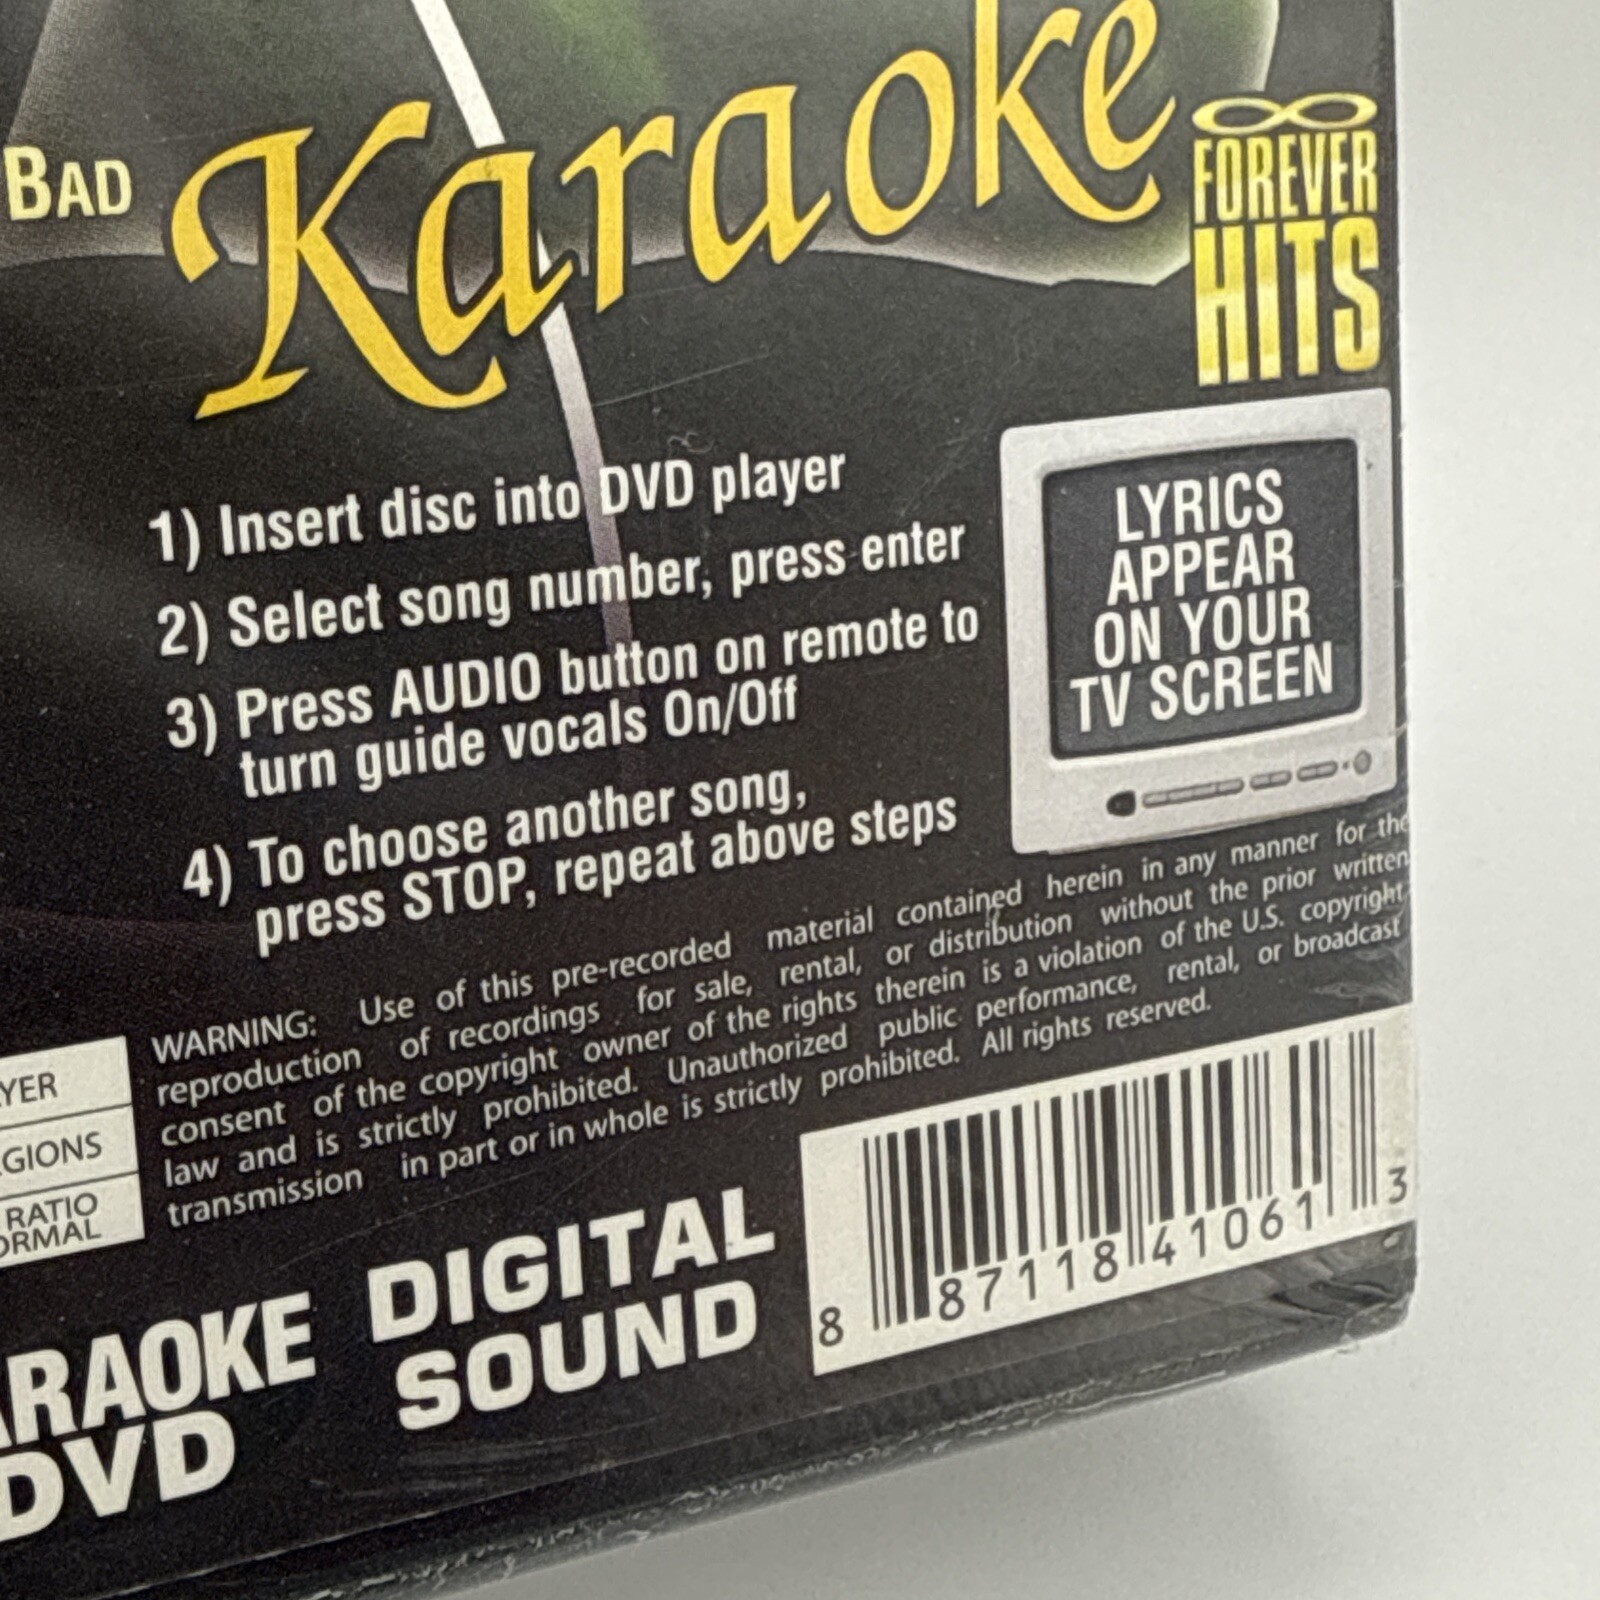 BAD
Karaoke
FOREVER
HITS
1) Insert disc into DVD player
2) Select song number, press enter
3) Press AUDIO button on remote to
turn guide vocals On/Off
4) To choose another song,
press STOP, repeat above steps
LYRICS
APPEAR
ON YOUR
TV SCREEN
WARNING: Use of this pre-recorded material contained herein in any manner for the
reproduction of recordings for sale, rental, or distribution without the prior written
consent of the copyright owner of the rights therein is a violation of the U.S. copyright
law and is strictly prohibited. Unauthorized public performance, rental, or broadcast
transmission in part or in whole is strictly prohibited. All rights reserved.
YER
GIONS
RATIO
ORMAL
RAOKE
DVD
DIGITAL
SOUND
8 87118 41061 3